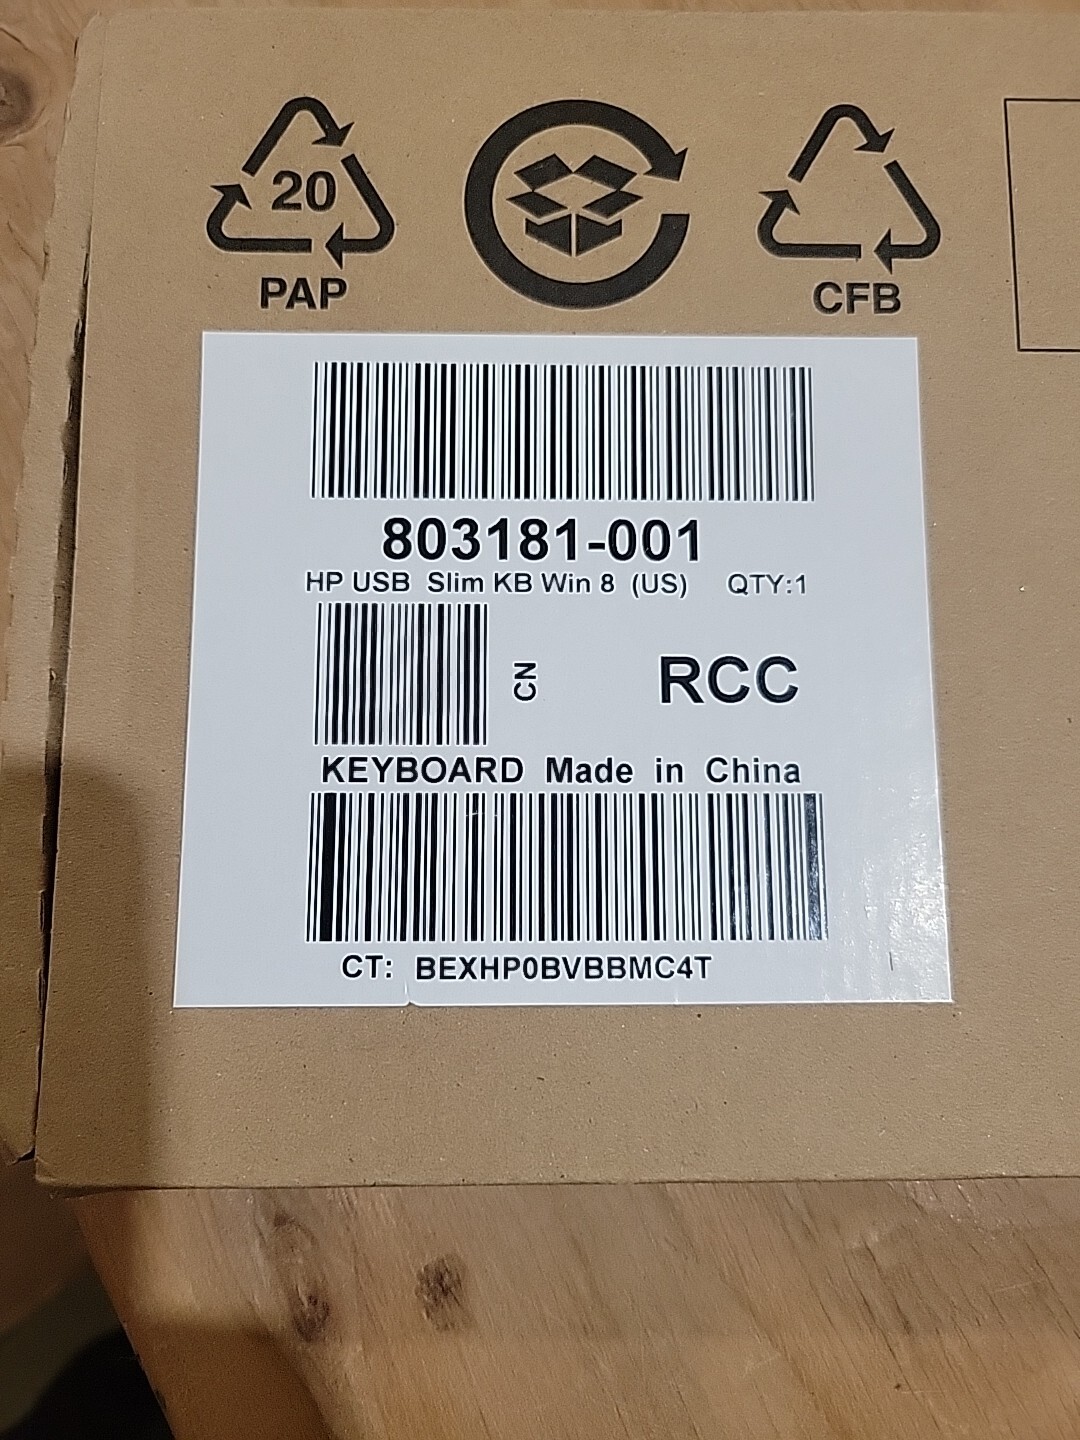 20
PAP
CFB
803181-001
HP USB Slim KB Win 8 (US) QTY:1
CN
RCC
KEYBOARD Made in China
CT: BEXHP0BVBBMC4T